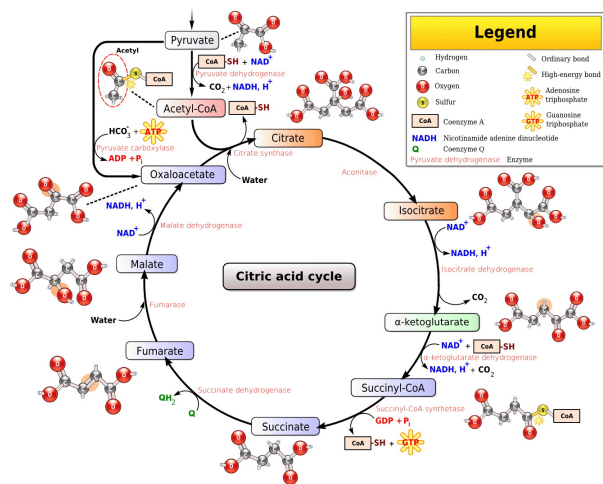 Legend
Hydrogen
Carbon
Oxygen
Sulfur
CoA Coenzyme A
Ordinary bond
High-energy bond
ATP Adenosine triphosphate
GTP Guanosine triphosphate
NADH Nicotinamide adenine dinucleotide
Q Coenzyme Q
Pyruvate dehydrogenase Enzyme
Pyruvate
Acetyl
S
CoA
CoA-SH + NAD⁺
Pyruvate dehydrogenase
CO₂ + NADH, H⁺
Acetyl-CoA
CoA-SH
HCO₃⁻ + ATP
Pyruvate carboxylase
ADP + Pᵢ
Citrate
Citrate synthase
Water
Oxaloacetate
Aconitase
Isocitrate
NAD⁺
NADH, H⁺
Isocitrate dehydrogenase
CO₂
α-ketoglutarate
NAD⁺ + CoA-SH
α-ketoglutarate dehydrogenase
NADH, H⁺ + CO₂
Succinyl-CoA
S
CoA
Succinyl-CoA synthetase
GDP + Pᵢ
CoA-SH + GTP
Succinate
Succinate dehydrogenase
QH₂
Q
Fumarate
Fumarase
Water
Malate
NADH, H⁺
Malate dehydrogenase
NAD⁺
Citric acid cycle